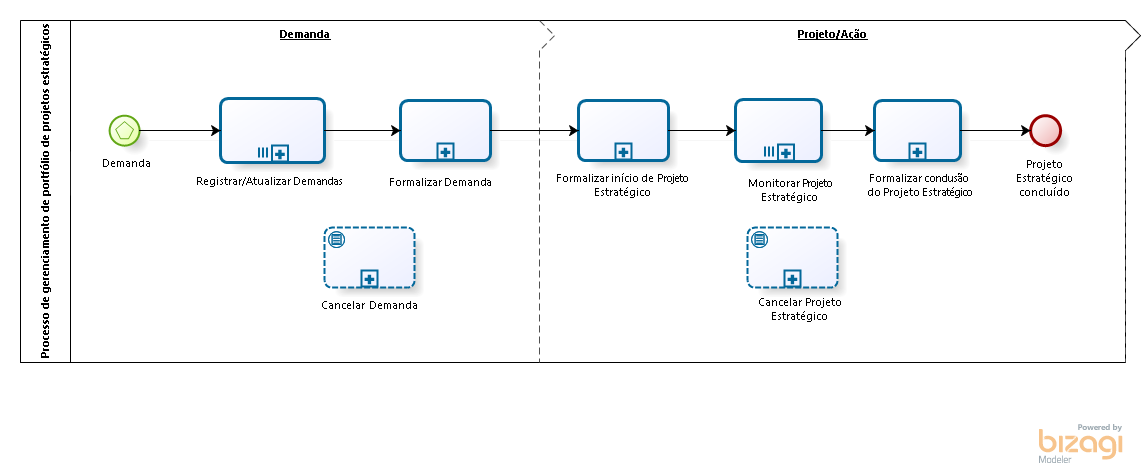 Processo de gerenciamento de portfólio de projetos estratégicos
Demanda
Projeto/Ação
Demanda
Registrar/Atualizar Demandas
Formalizar Demanda
Formalizar início de Projeto
Estratégico
Monitorar Projeto
Estratégico
Formalizar conclusão
do Projeto Estratégico
Projeto
Estratégico
concluído
Cancelar Demanda
Cancelar Projeto
Estratégico
Powered by
bizagi
Modeler